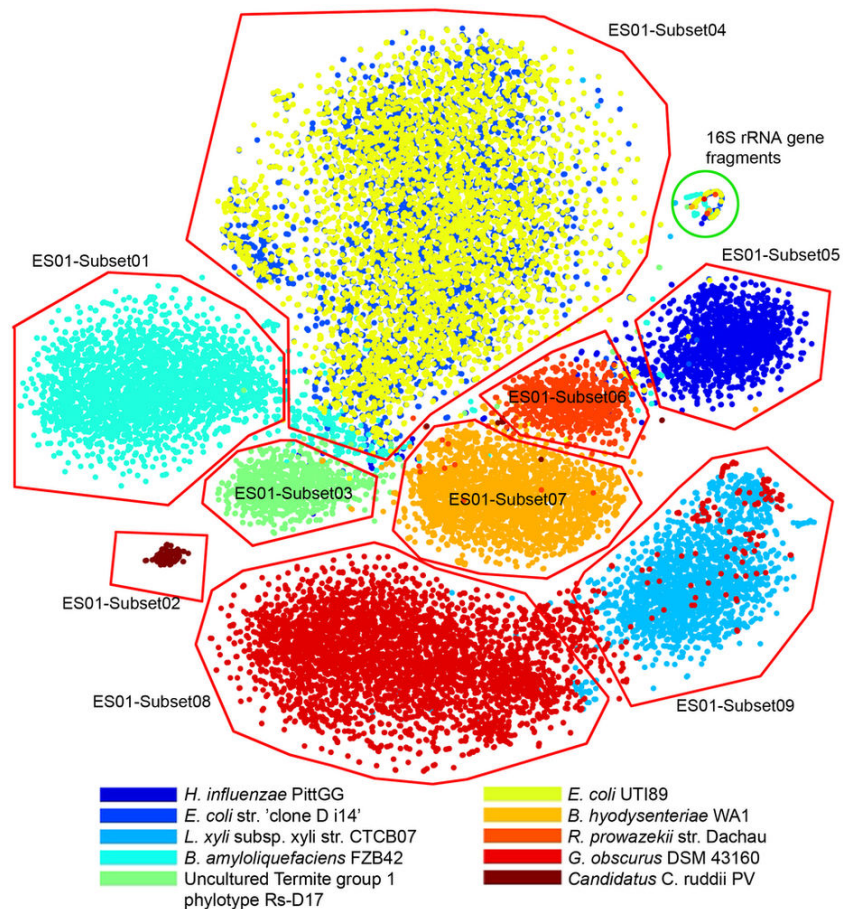 ES01-Subset04
16S rRNA gene
fragments
ES01-Subset01
ES01-Subset05
ES01-Subset06
ES01-Subset03
ES01-Subset07
ES01-Subset02
ES01-Subset08
ES01-Subset09
H. influenzae PittGG
E. coli str. 'clone D i14'
L. xyli subsp. xyli str. CTCB07
B. amyloliquefaciens FZB42
Uncultured Termite group 1
phylotype Rs-D17
E. coli UTI89
B. hyodysenteriae WA1
R. prowazekii str. Dachau
G. obscurus DSM 43160
Candidatus C. ruddii PV